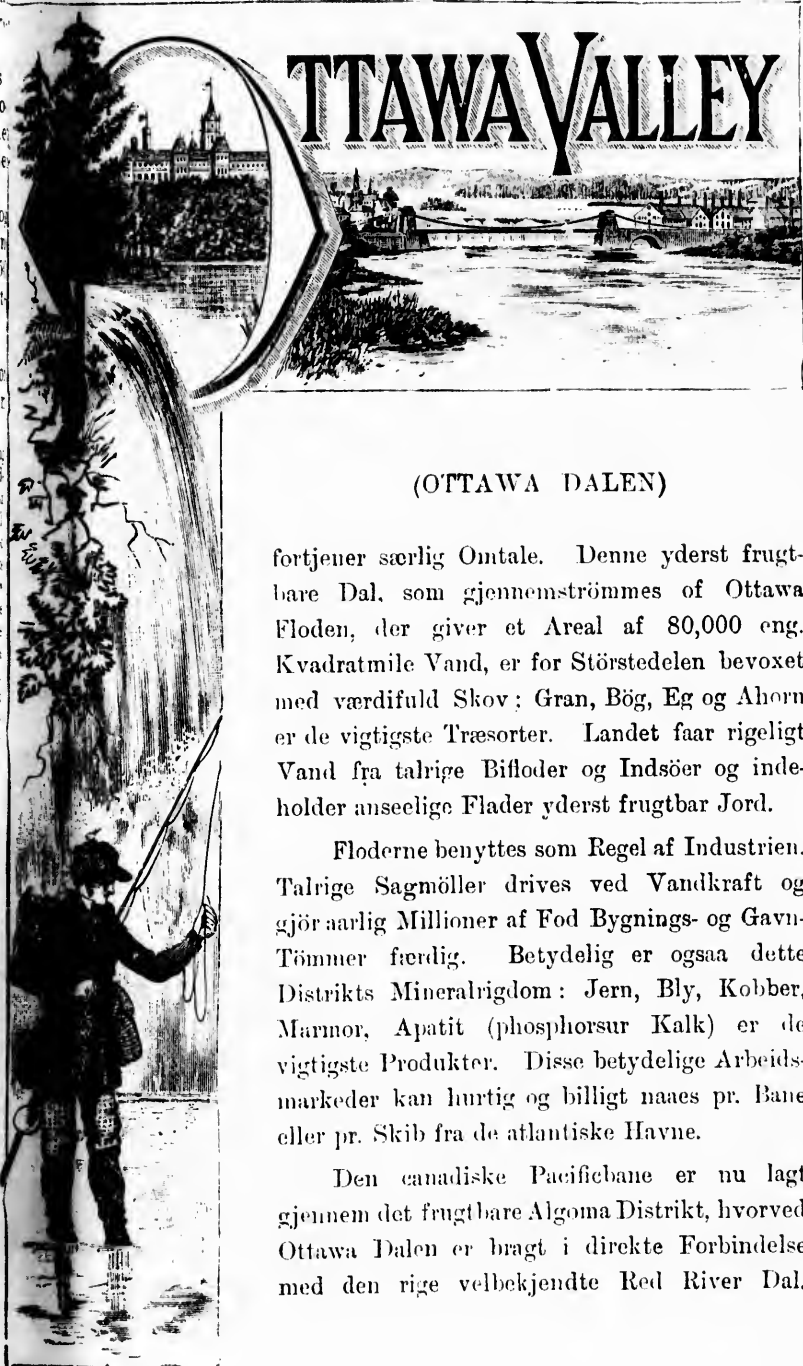 OTTAWA VALLEY
(OTTAWA DALEN)
fortjener særlig Omtale. Denne yderst frugt-
bare Dal, som gjennemströmmes of Ottawa
Floden, der giver et Areal af 80,000 eng.
Kvadratmile Vand, er for Störstedelen bevoxet
med værdifuld Skov; Gran, Bög, Eg og Ahorn
er de vigtigste Træsorter. Landet faar rigeligt
Vand fra talrige Bifloder og Indsöer og inde-
holder anseelige Flader yderst frugtbar Jord.
Floderne benyttes som Regel af Industrien.
Talrige Sagmöller drives ved Vandkraft og
gjör aarlig Millioner af Fod Bygnings- og Gavn-
Tömmer færdig. Betydelig er ogsaa dette
Distrikts Mineralrigdom: Jern, Bly, Kobber,
Marmor, Apatit (phosphorsur Kalk) er de
vigtigste Produkter. Disse betydelige Arbeids-
markeder kan hurtig og billigt naaes pr. Bane
eller pr. Skib fra de atlantiske Havne.
Den canadiske Pacificbane er nu lagt
gjennem det frugtbare Algoma Distrikt, hvorved
Ottawa Dalen er bragt i direkte Forbindelse
med den rige velbekjendte Red River Dal.